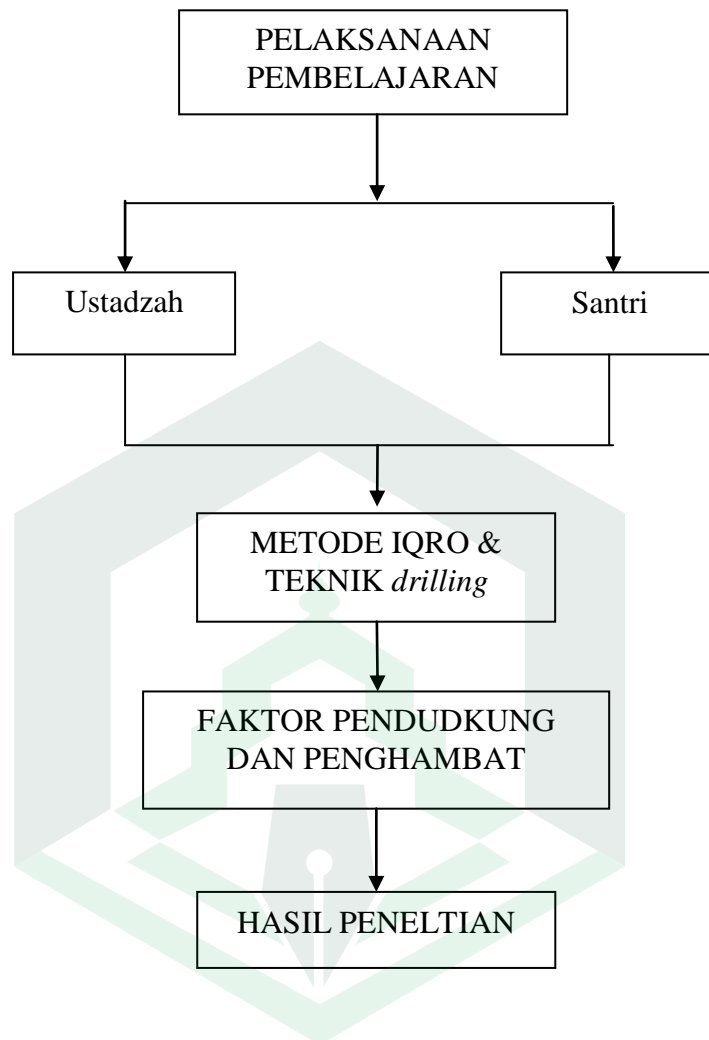 PELAKSANAAN
PEMBELAJARAN
Ustadzah
Santri
METODE IQRO &
TEKNIK drilling
FAKTOR PENDUDKUNG
DAN PENGHAMBAT
HASIL PENELTIAN